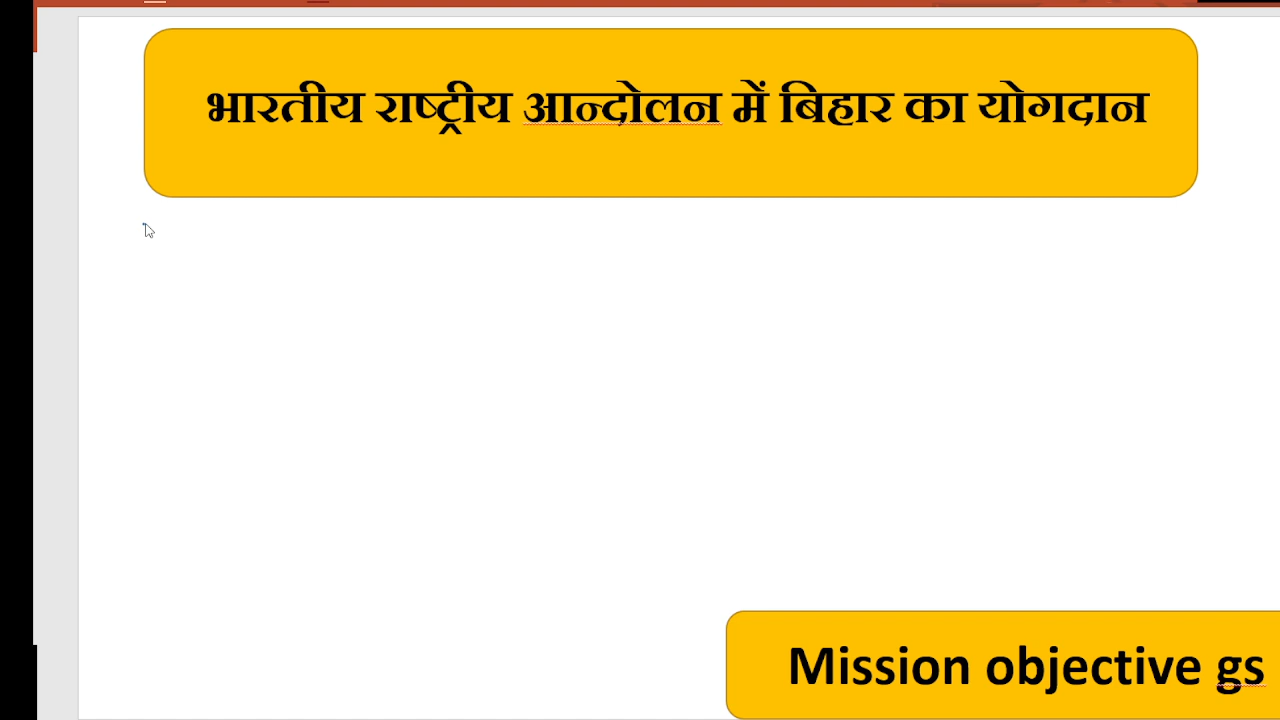 भारतीय राष्ट्रीय आन्दोलन में बिहार का योगदान
Mission objective gs